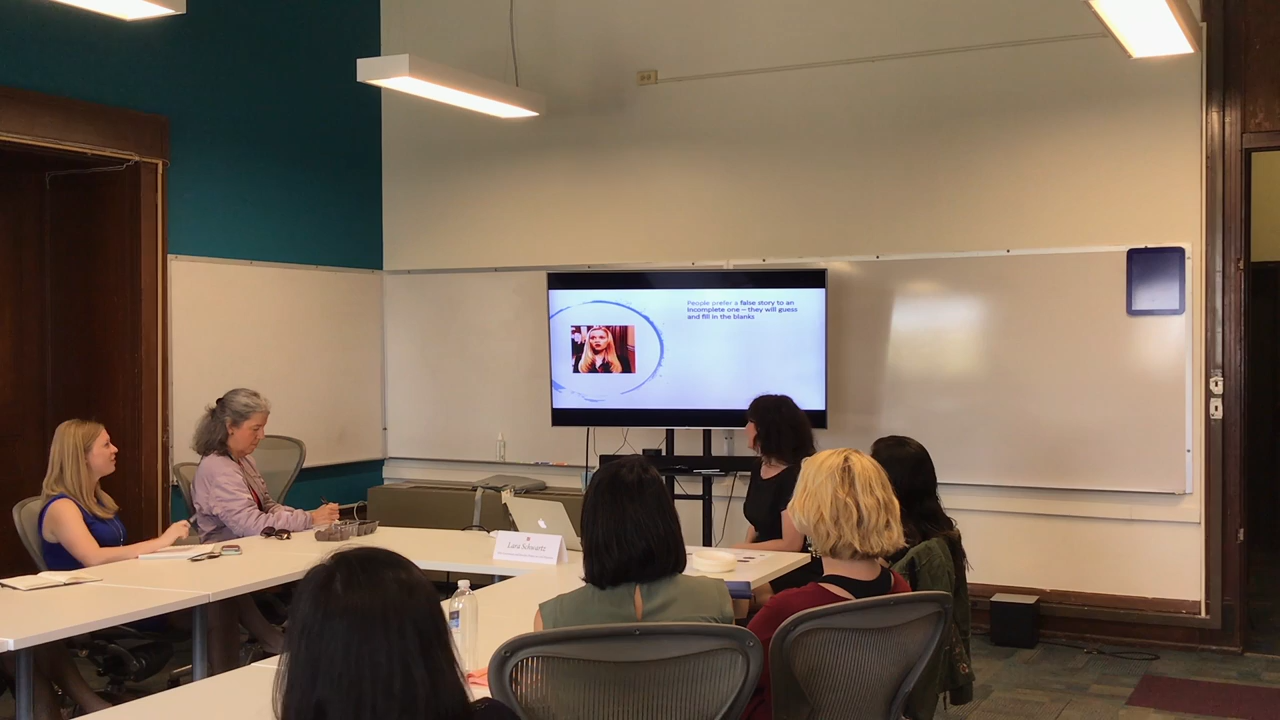 People prefer a false story to an
incomplete one – they will guess
and fill in the blanks
Lara Schwartz